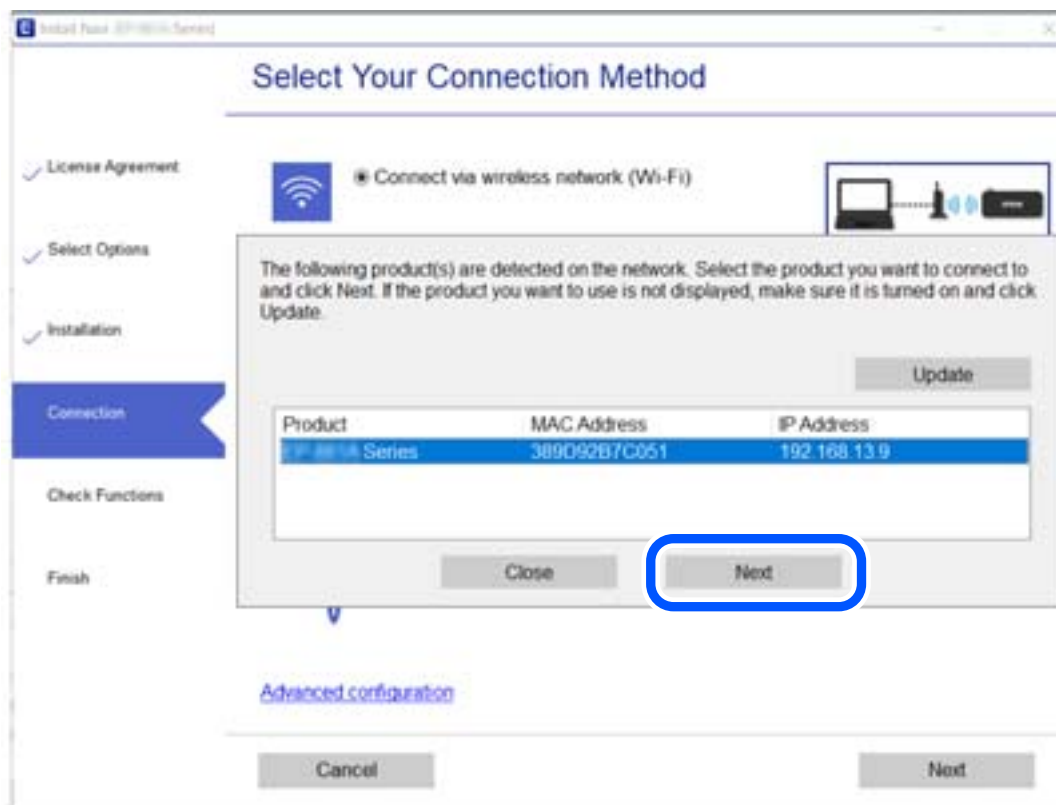 Select Your Connection Method
License Agreement
Select Options
Installation
Connection
Check Functions
Finish
Connect via wireless network (Wi-Fi)
The following product(s) are detected on the network. Select the product you want to connect to
and click Next. If the product you want to use is not displayed, make sure it is turned on and click
Update.
Update
Product MAC Address IP Address
Series 389D92B7C051 192.168.13.9
Close Next
Advanced configuration
Cancel Next